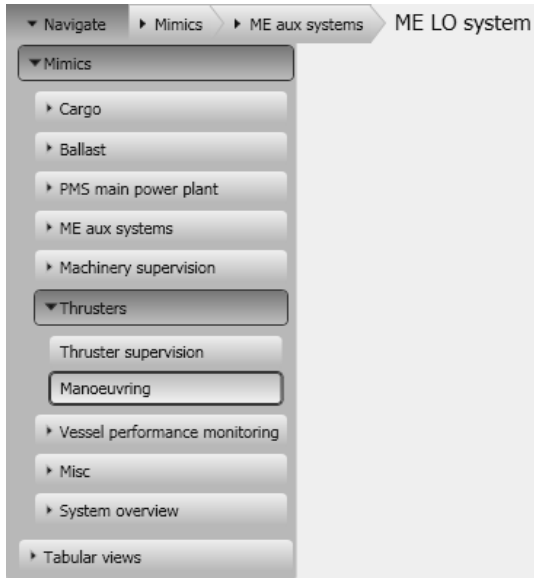 Navigate Mimics ME aux systems ME LO system
Mimics
Cargo
Ballast
PMS main power plant
ME aux systems
Machinery supervision
Thrusters
Thruster supervision
Manoeuvring
Vessel performance monitoring
Misc
System overview
Tabular views